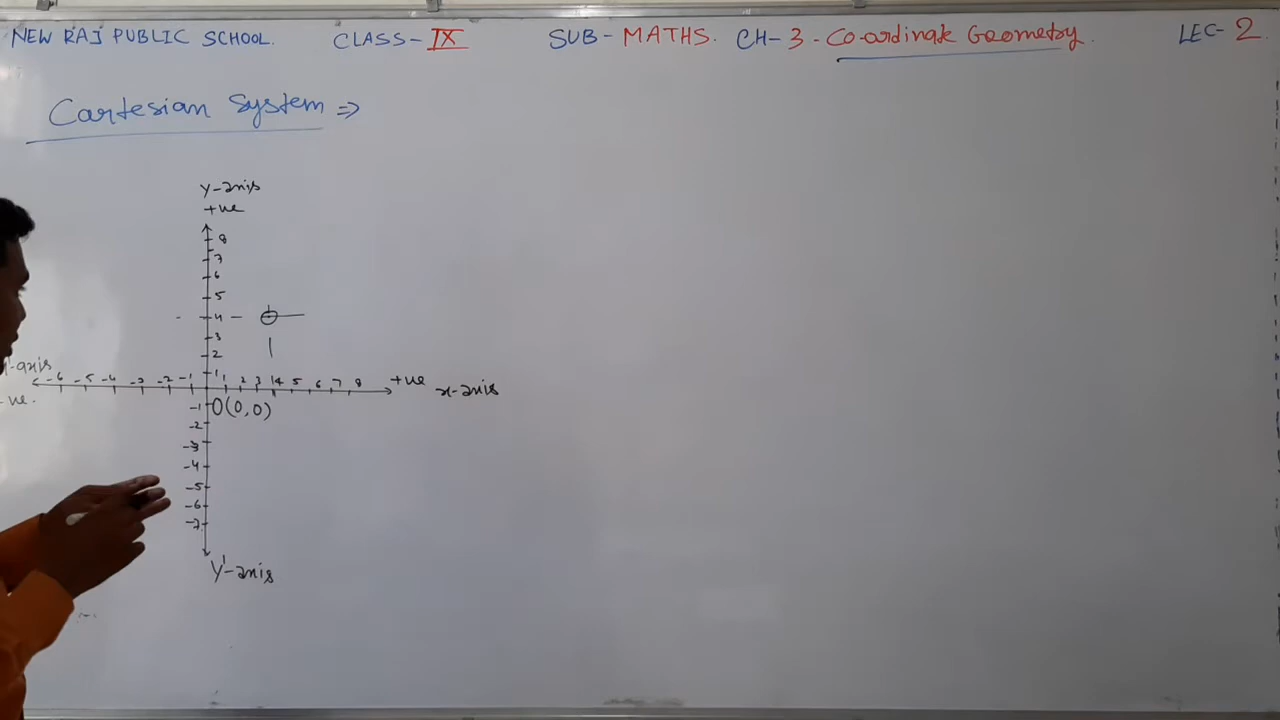 NEW RAJ PUBLIC SCHOOL. CLASS - IX SUB - MATHS. CH - 3 - Co-ordinate Geometry. LEC - 2.
Cartesian System ⇒
Y-axis
+ve
8
7
6
5
4
3
2
1
-axis
-6 -5 -4 -3 -2 -1 1 2 3 4 5 6 7 8 +ve x-axis
-ve.
-1 O(0,0)
-2
-3
-4
-5
-6
-7
Y'-axis